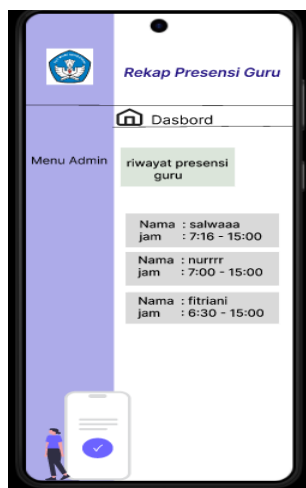 Rekap Presensi Guru
Dasbord
Menu Admin
riwayat presensi
guru
Nama : salwaaa
jam : 7:16 - 15:00
Nama : nurrrr
jam : 7:00 - 15:00
Nama : fitriani
jam : 6:30 - 15:00